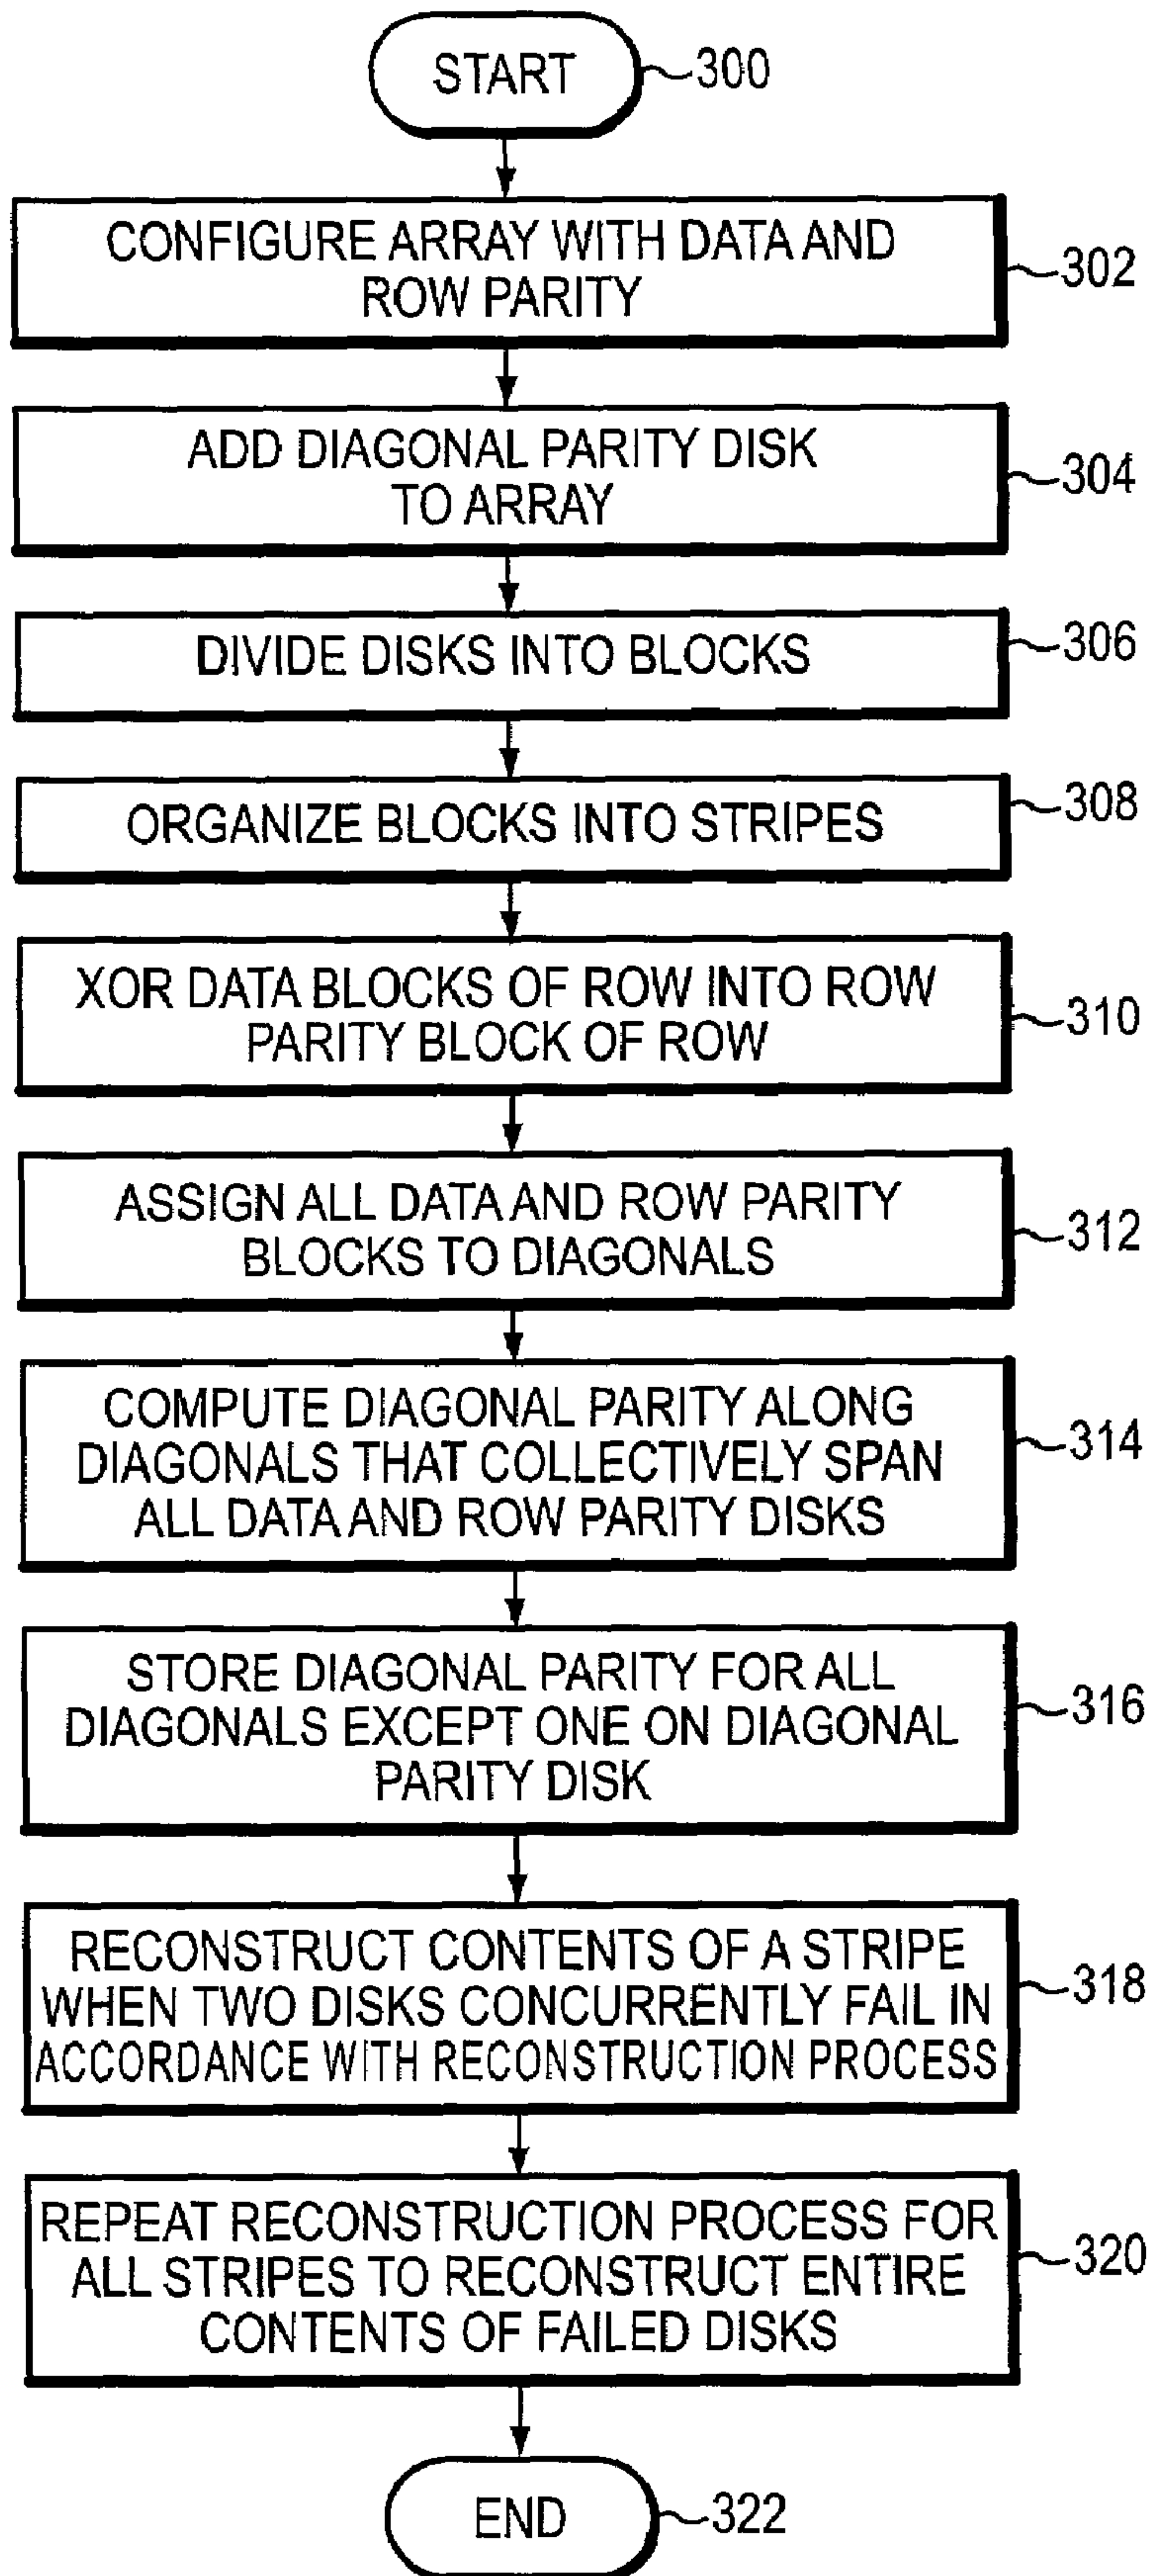 START
300
CONFIGURE ARRAY WITH DATA AND
ROW PARITY
302
ADD DIAGONAL PARITY DISK
TO ARRAY
304
DIVIDE DISKS INTO BLOCKS
306
ORGANIZE BLOCKS INTO STRIPES
308
XOR DATA BLOCKS OF ROW INTO ROW
PARITY BLOCK OF ROW
310
ASSIGN ALL DATA AND ROW PARITY
BLOCKS TO DIAGONALS
312
COMPUTE DIAGONAL PARITY ALONG
DIAGONALS THAT COLLECTIVELY SPAN
ALL DATA AND ROW PARITY DISKS
314
STORE DIAGONAL PARITY FOR ALL
DIAGONALS EXCEPT ONE ON DIAGONAL
PARITY DISK
316
RECONSTRUCT CONTENTS OF A STRIPE
WHEN TWO DISKS CONCURRENTLY FAIL IN
ACCORDANCE WITH RECONSTRUCTION PROCESS
318
REPEAT RECONSTRUCTION PROCESS FOR
ALL STRIPES TO RECONSTRUCT ENTIRE
CONTENTS OF FAILED DISKS
320
END
322